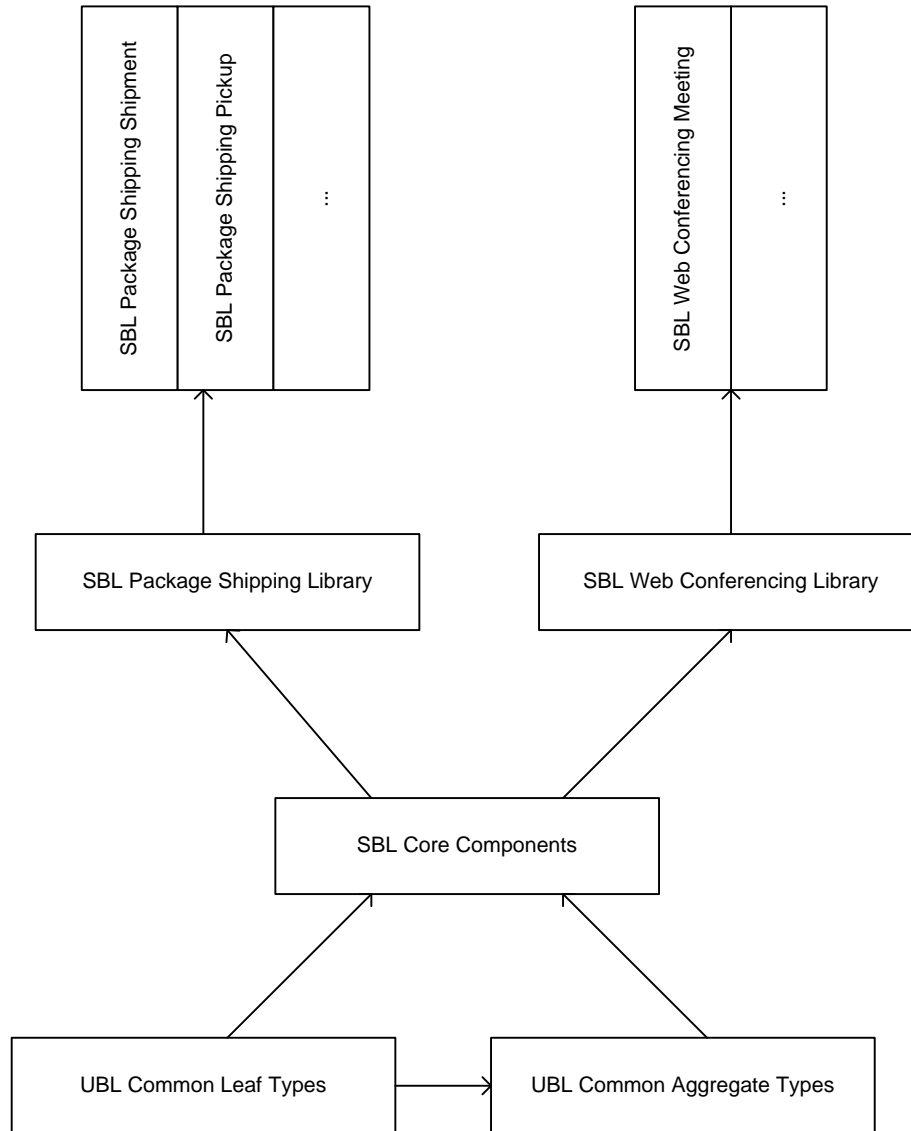 SBL Package Shipping Shipment
SBL Package Shipping Pickup
...
SBL Web Conferencing Meeting
...
SBL Package Shipping Library
SBL Web Conferencing Library
SBL Core Components
UBL Common Leaf Types
UBL Common Aggregate Types